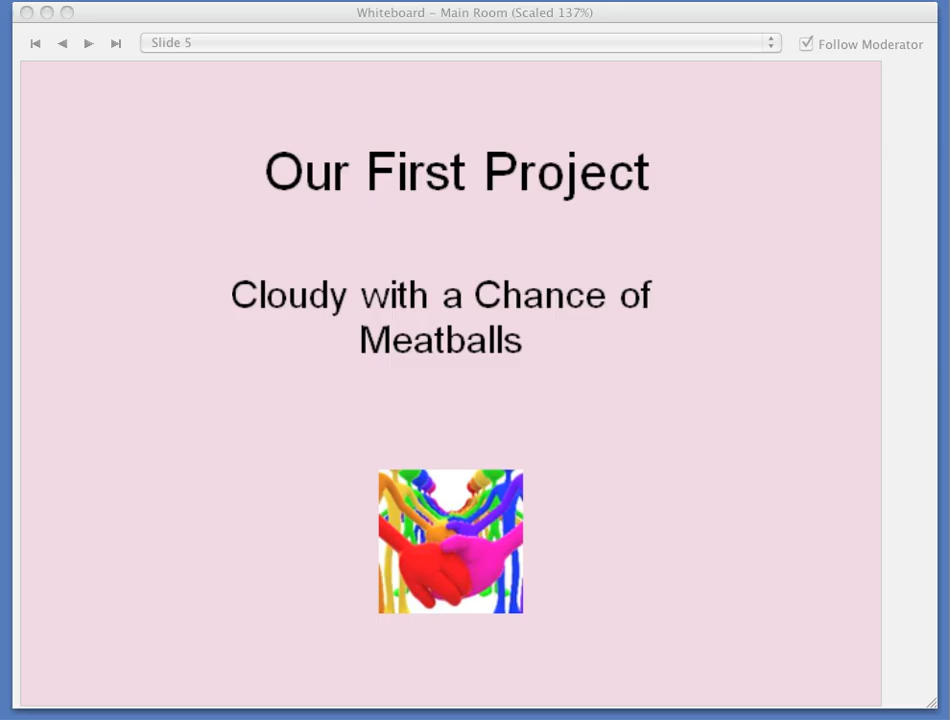 Whiteboard – Main Room (Scaled 137%)
Slide 5
Follow Moderator
Our First Project
Cloudy with a Chance of
Meatballs